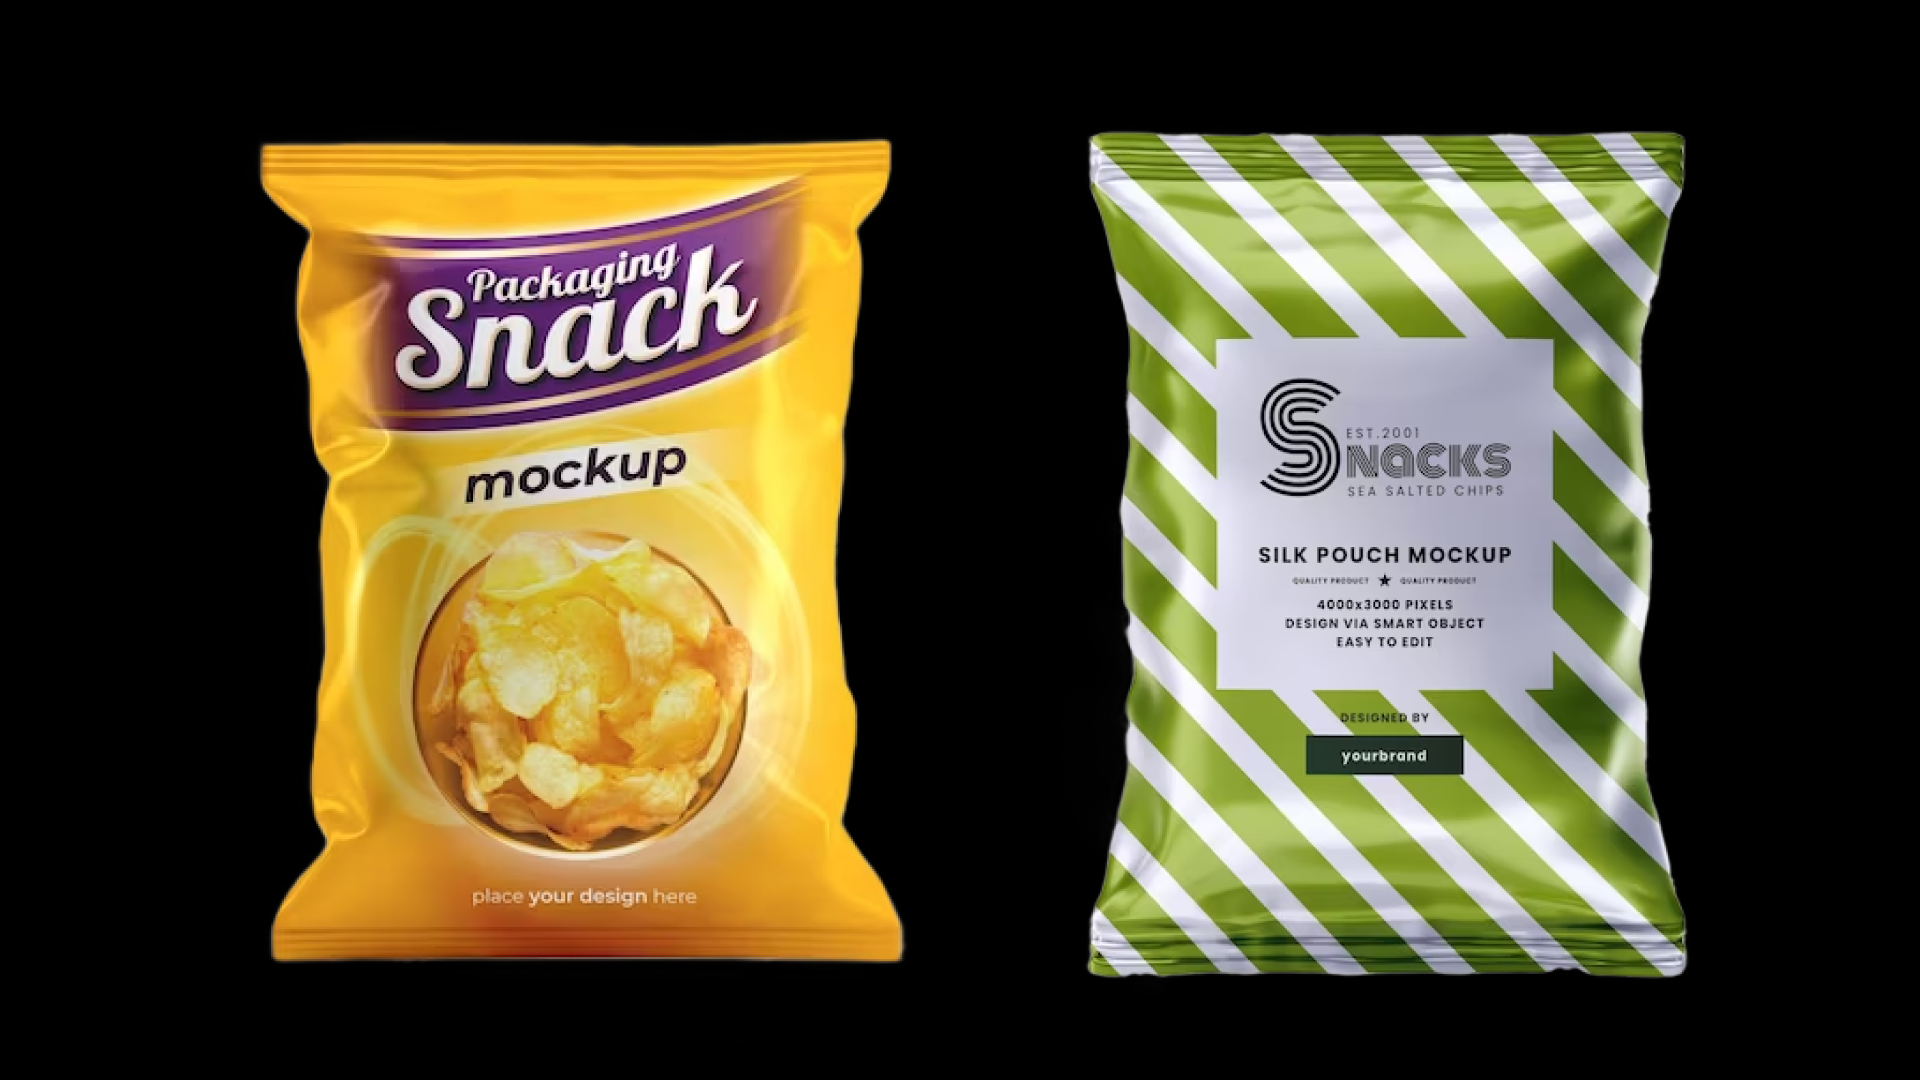 Packaging
Snack
mockup
place your design here
EST.2001
SNACKS
SEA SALTED CHIPS
SILK POUCH MOCKUP
QUALITY PRODUCT ★ QUALITY PRODUCT
4000x3000 PIXELS
DESIGN VIA SMART OBJECT
EASY TO EDIT
DESIGNED BY
yourbrand